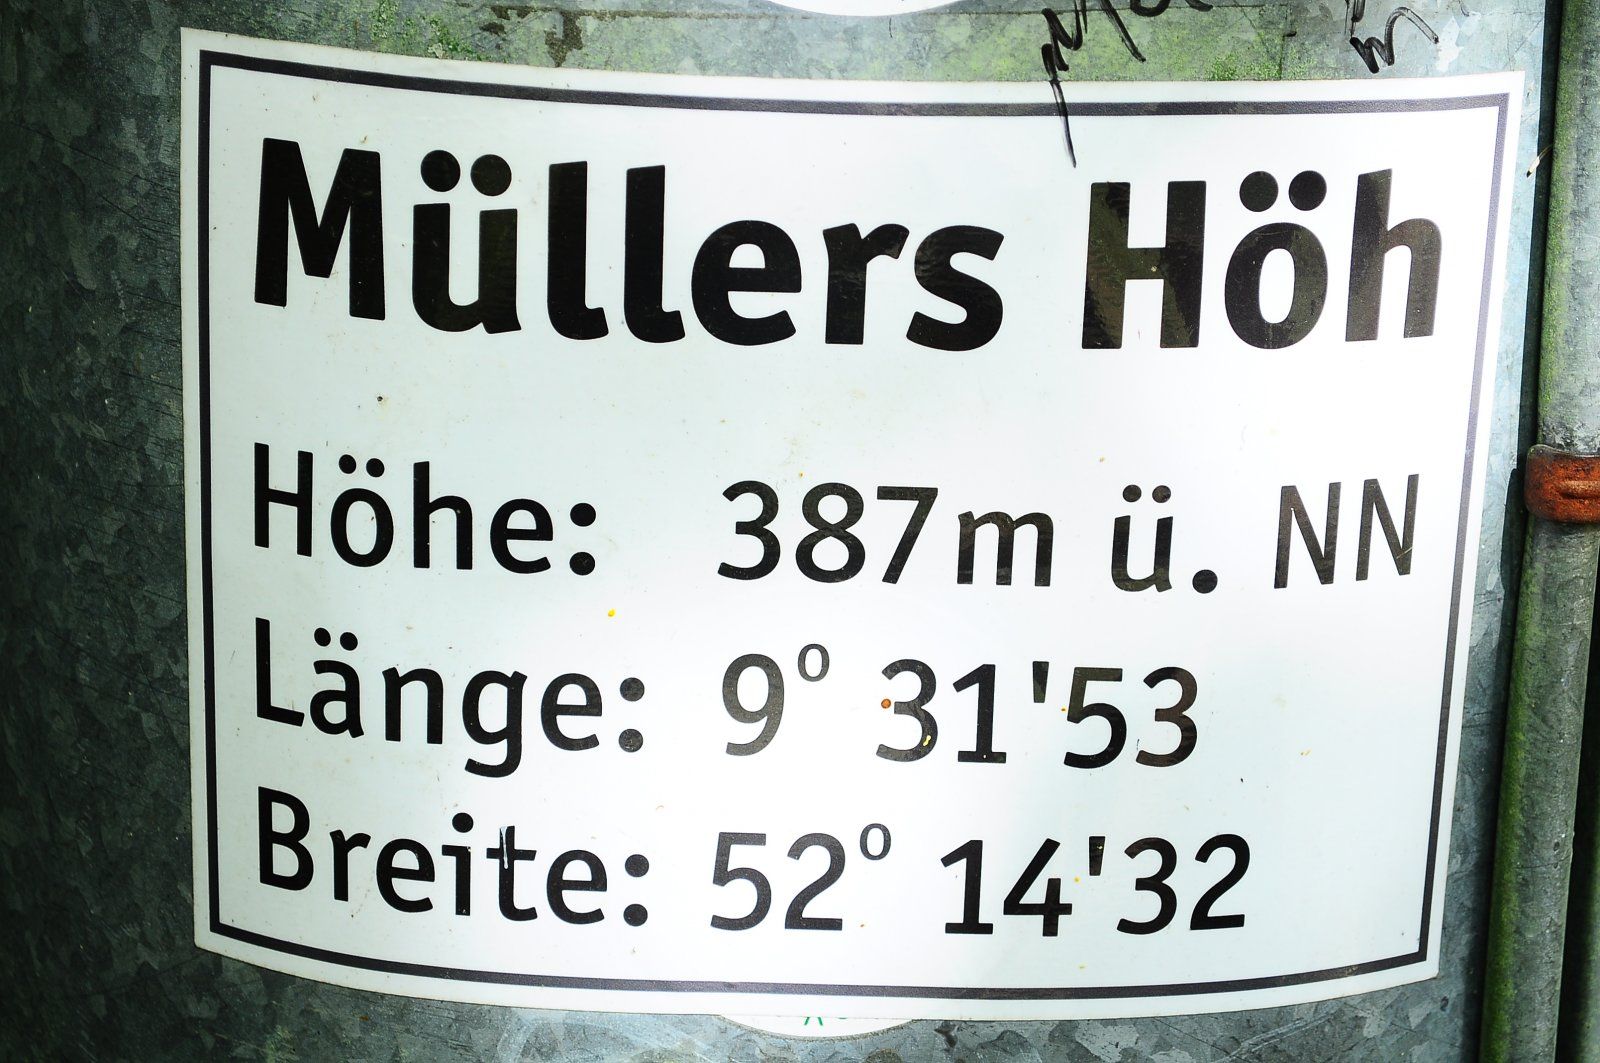 Müllers Höh
Höhe: 387m ü. NN
Länge: 9° 31'53
Breite: 52° 14'32